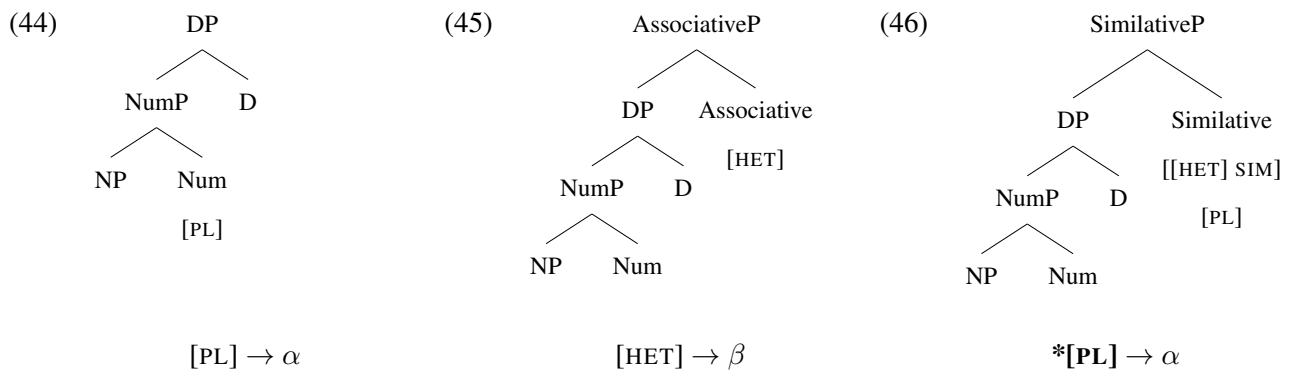 (44) DP (45) AssociativeP (46) SimilativeP
NumP D DP Associative DP Similative
NP Num [HET] [[HET] SIM]
NumP D NumP D
[PL] [PL]
NP Num NP Num
[PL] → α [HET] → β *[PL] → α